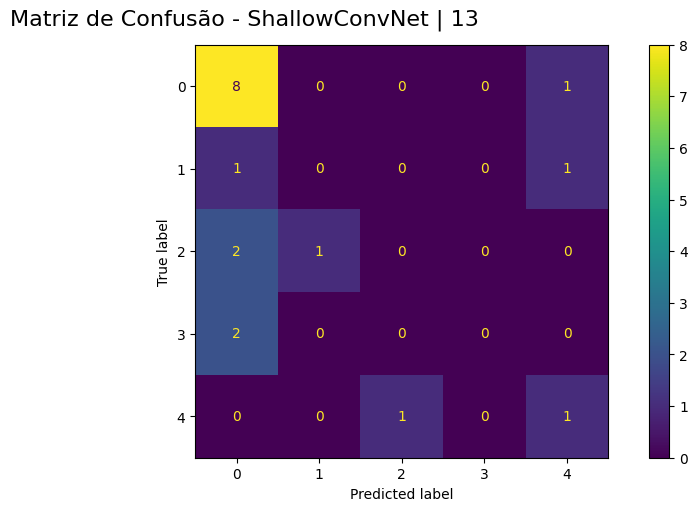 Matriz de Confusão - ShallowConvNet | 13
True label
0 8 0 0 0 1
1 1 0 0 0 1
2 2 1 0 0 0
3 2 0 0 0 0
4 0 0 1 0 1
0 1 2 3 4
Predicted label
8
7
6
5
4
3
2
1
0